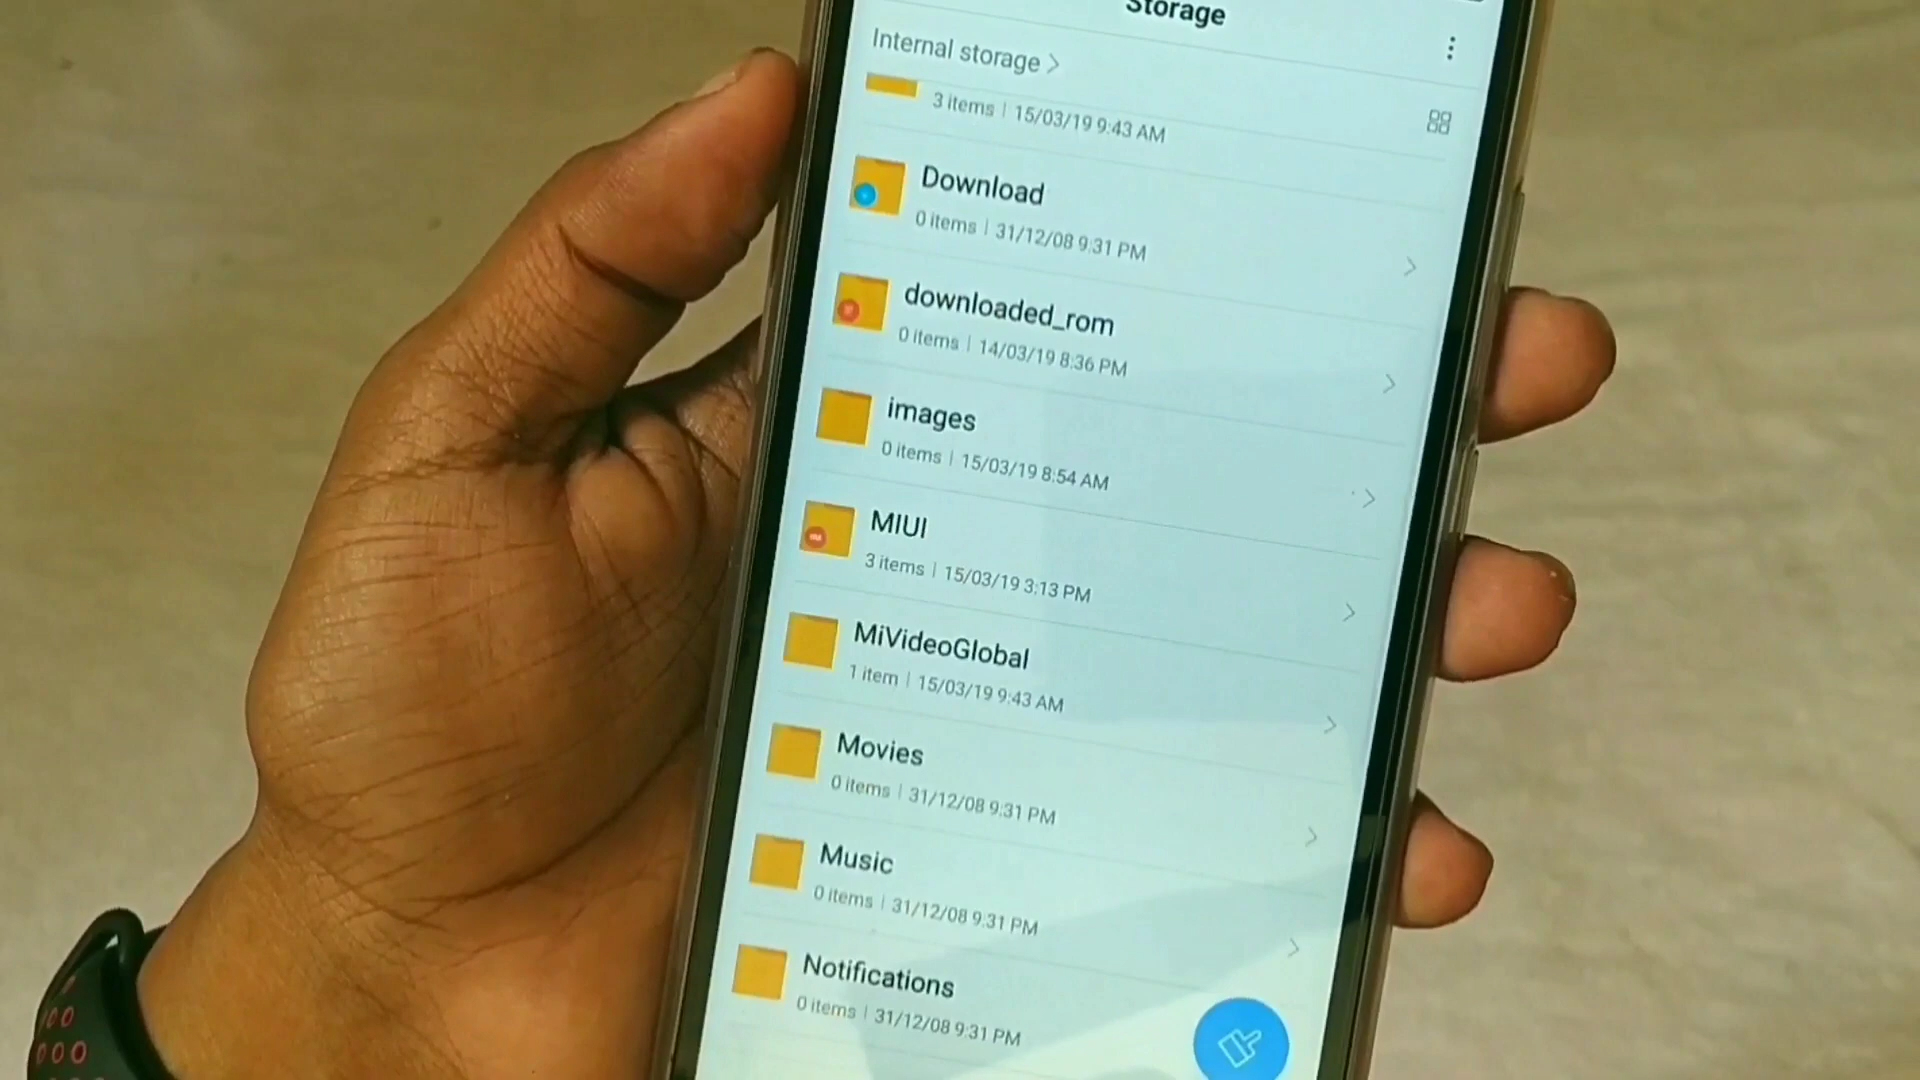 Storage
Internal storage >
3 items | 15/03/19 9:43 AM
Download
0 items | 31/12/08 9:31 PM
downloaded_rom
0 items | 14/03/19 8:36 PM
images
0 items | 15/03/19 8:54 AM
MIUI
3 items | 15/03/19 3:13 PM
MiVideoGlobal
1 item | 15/03/19 9:43 AM
Movies
0 items | 31/12/08 9:31 PM
Music
0 items | 31/12/08 9:31 PM
Notifications
0 items | 31/12/08 9:31 PM